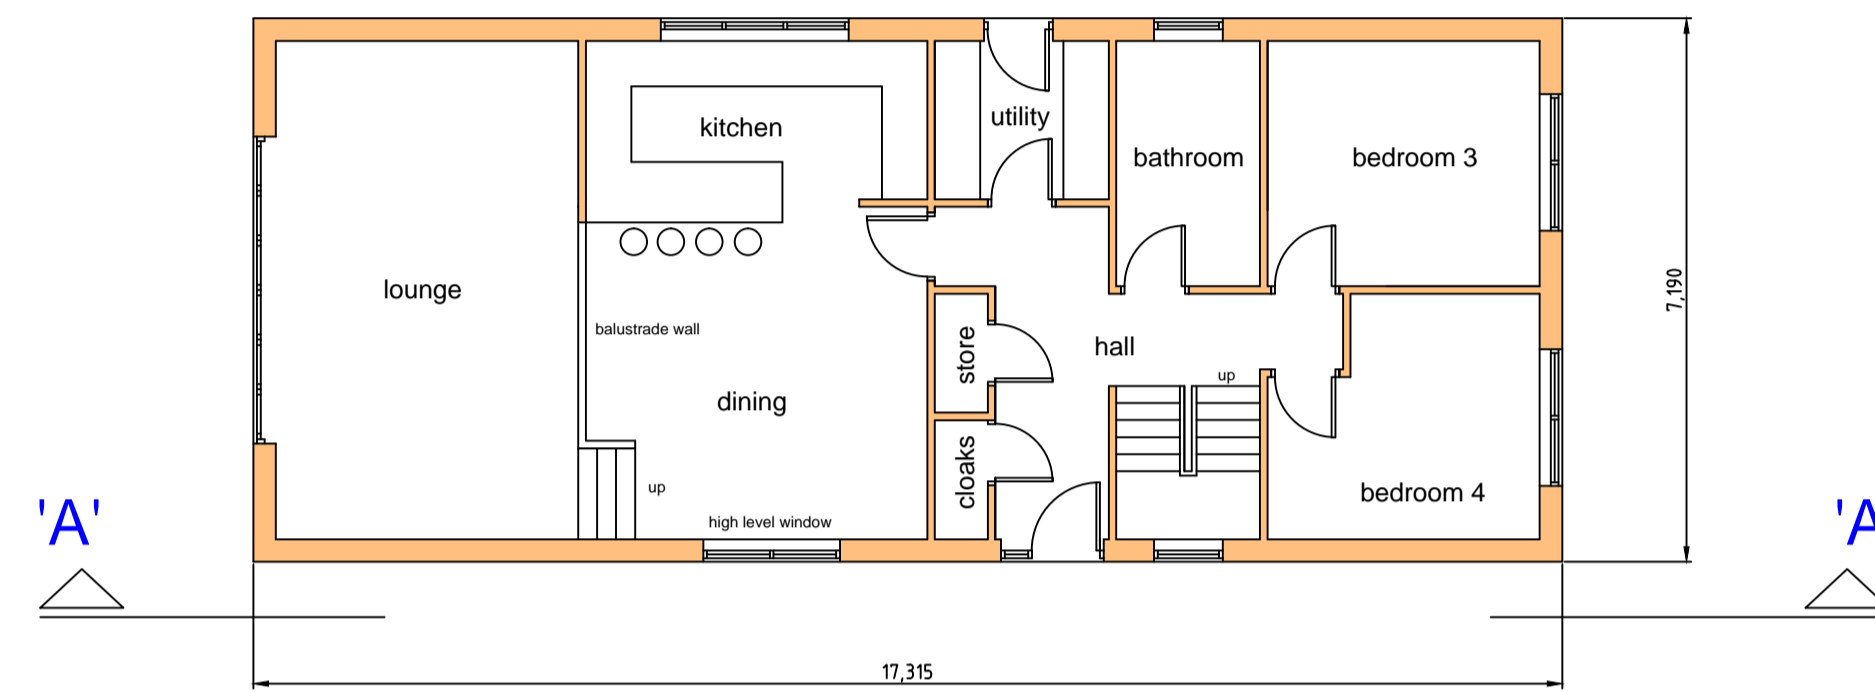 kitchen
utility
bathroom
bedroom 3
lounge
7,190
balustrade wall
store
hall
up
dining
cloaks
up
bedroom 4
high level window
'A'
'A
17,315